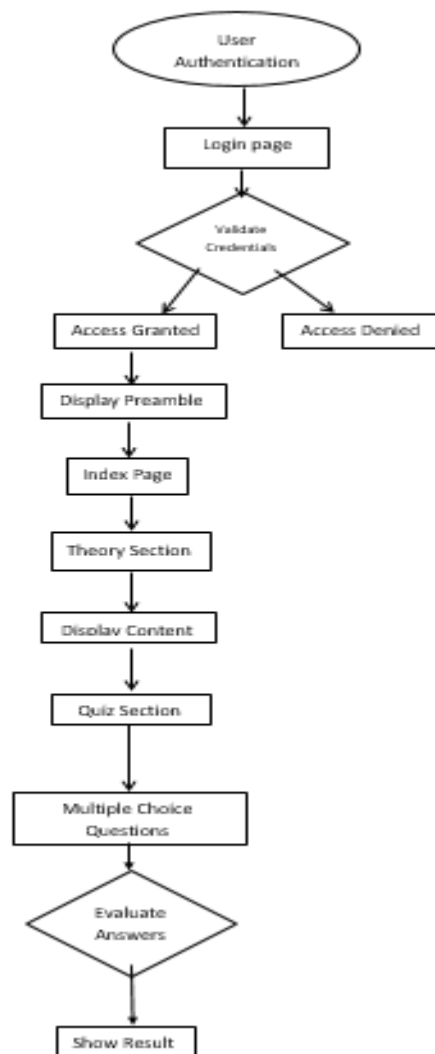 User
Authentication
Login page
Validate
Credentials
Access Granted
Access Denied
Display Preamble
Index Page
Theory Section
Display Content
Quiz Section
Multiple Choice
Questions
Evaluate
Answers
Show Result